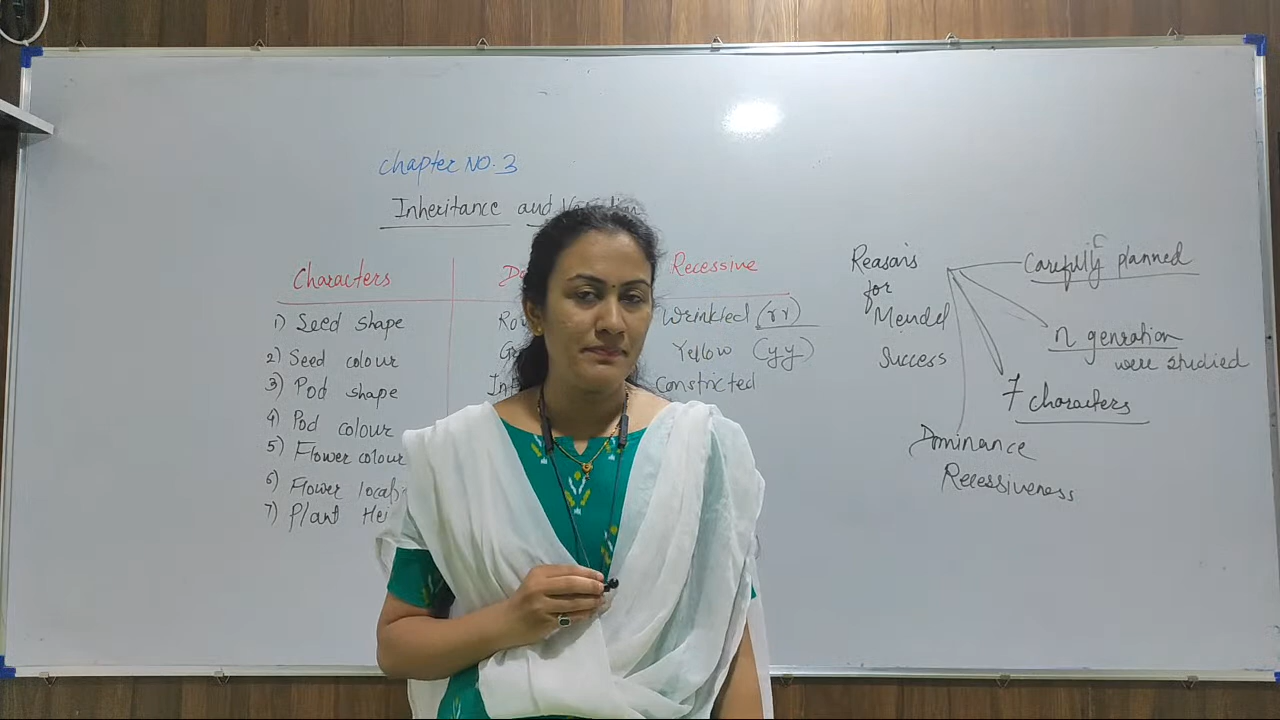 Chapter NO. 3
Inheritance and
Characters
Recessive
1) Seed shape
Wrinkled (rr)
2) Seed colour
Yellow (yy)
3) Pod shape
Constricted
4) Pod colour
5) Flower colour
6) Flower
7) Plant
Reasons
for
Mendel
Success
Carefully planned
n genration
were studied
7 characters
Dominance
Recessiveness